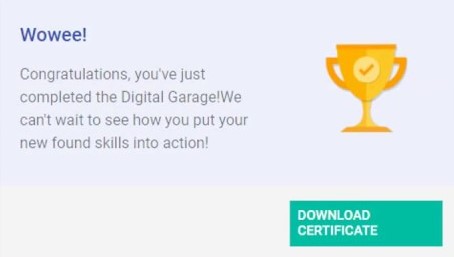 Wowee!
Congratulations, you've just
completed the Digital Garage!We
can't wait to see how you put your
new found skills into action!
DOWNLOAD
CERTIFICATE